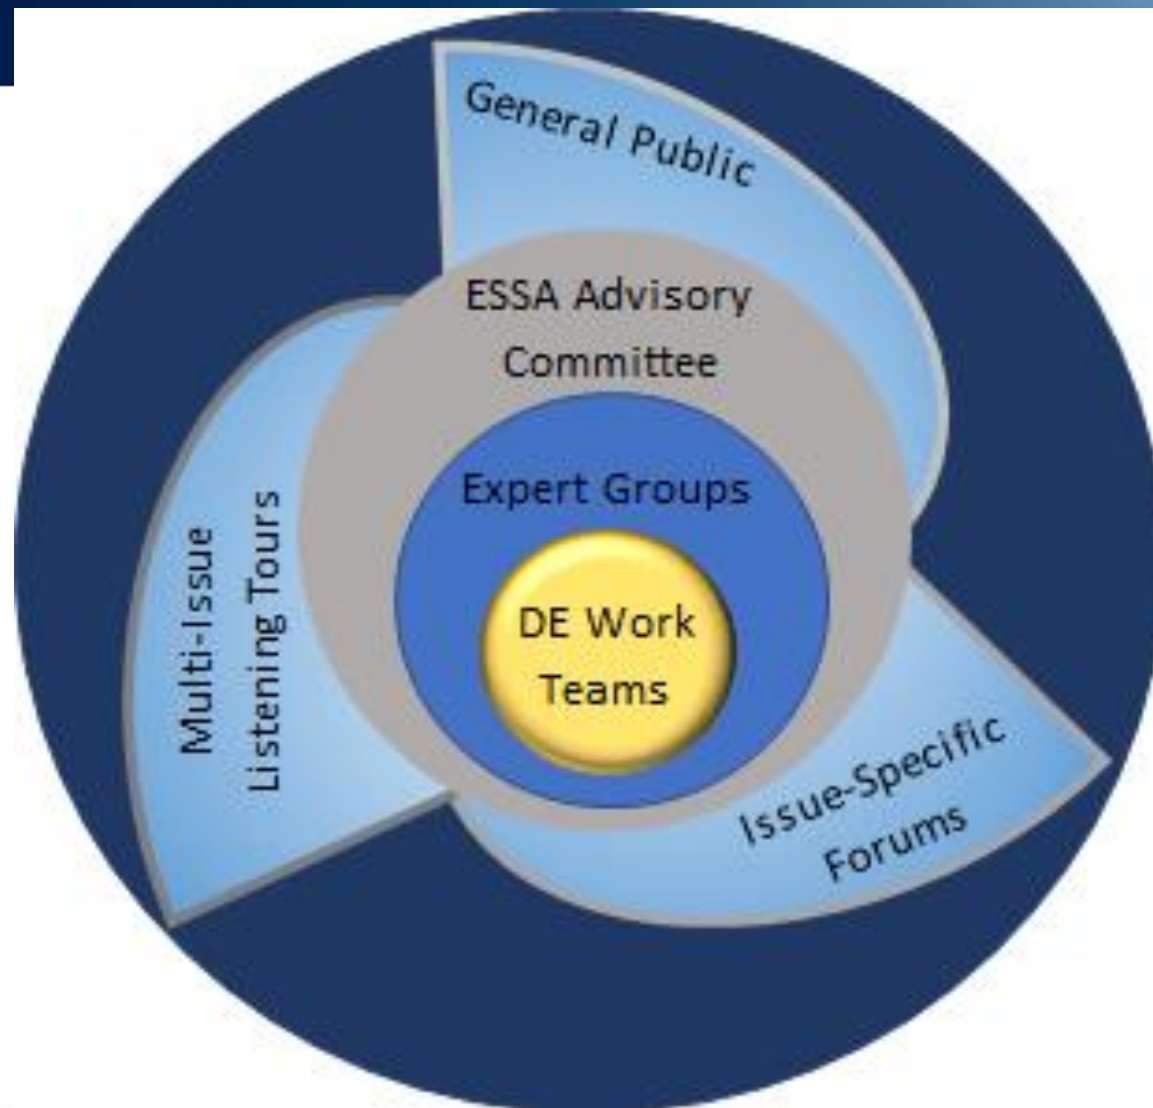 General Public
ESSA Advisory
Committee
Expert Groups
DE Work
Teams
Multi-Issue
Listening Tours
Issue-Specific
Forums